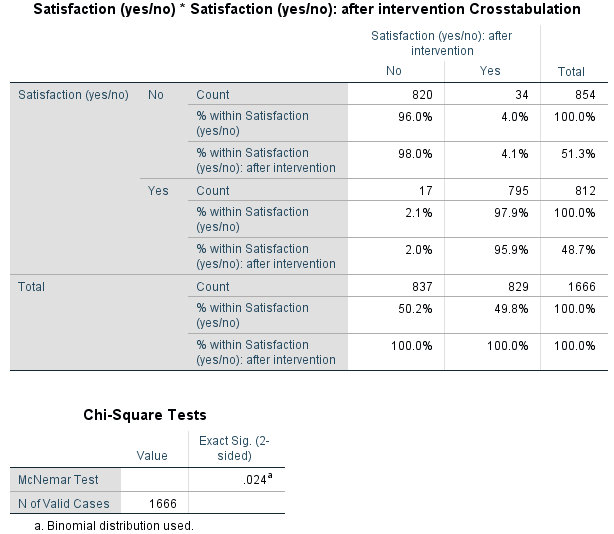 Satisfaction (yes/no) * Satisfaction (yes/no): after intervention Crosstabulation
Satisfaction (yes/no): after
intervention
No Yes Total
Satisfaction (yes/no) No Count 820 34 854
% within Satisfaction
(yes/no) 96.0% 4.0% 100.0%
% within Satisfaction
(yes/no): after intervention 98.0% 4.1% 51.3%
Yes Count 17 795 812
% within Satisfaction
(yes/no) 2.1% 97.9% 100.0%
% within Satisfaction
(yes/no): after intervention 2.0% 95.9% 48.7%
Total Count 837 829 1666
% within Satisfaction
(yes/no) 50.2% 49.8% 100.0%
% within Satisfaction
(yes/no): after intervention 100.0% 100.0% 100.0%
Chi-Square Tests
Value Exact Sig. (2-
sided)
McNemar Test .024a
N of Valid Cases 1666
a. Binomial distribution used.